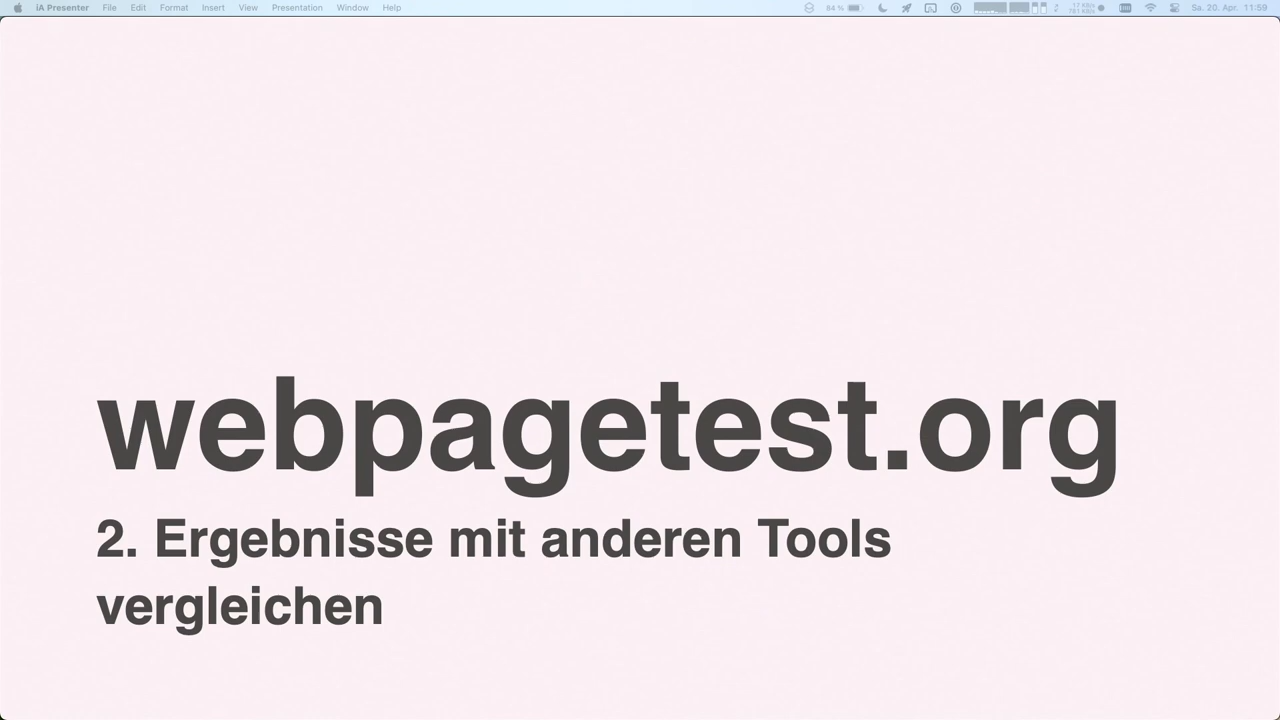 iA Presenter File Edit Format Insert View Presentation Window Help 84 % Sa. 20. Apr. 11:59
webpagetest.org
2. Ergebnisse mit anderen Tools
vergleichen